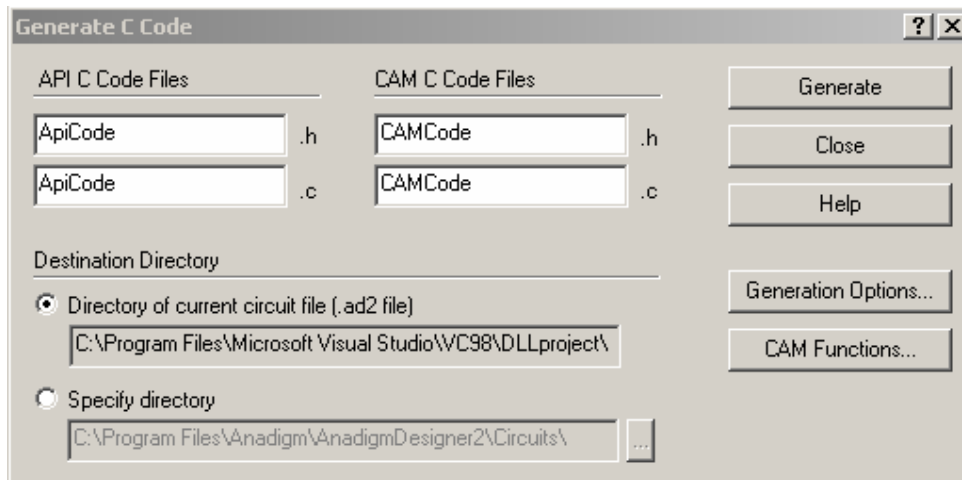 Generate C Code
API C Code Files
CAM C Code Files
ApiCode .h
CAMCode .h
ApiCode .c
CAMCode .c
Generate
Close
Help
Destination Directory
Directory of current circuit file (.ad2 file)
C:\Program Files\Microsoft Visual Studio\VC98\DLLproject\
Specify directory
C:\Program Files\Anadigm\AnadigmDesigner2\Circuits\
...
Generation Options...
CAM Functions...